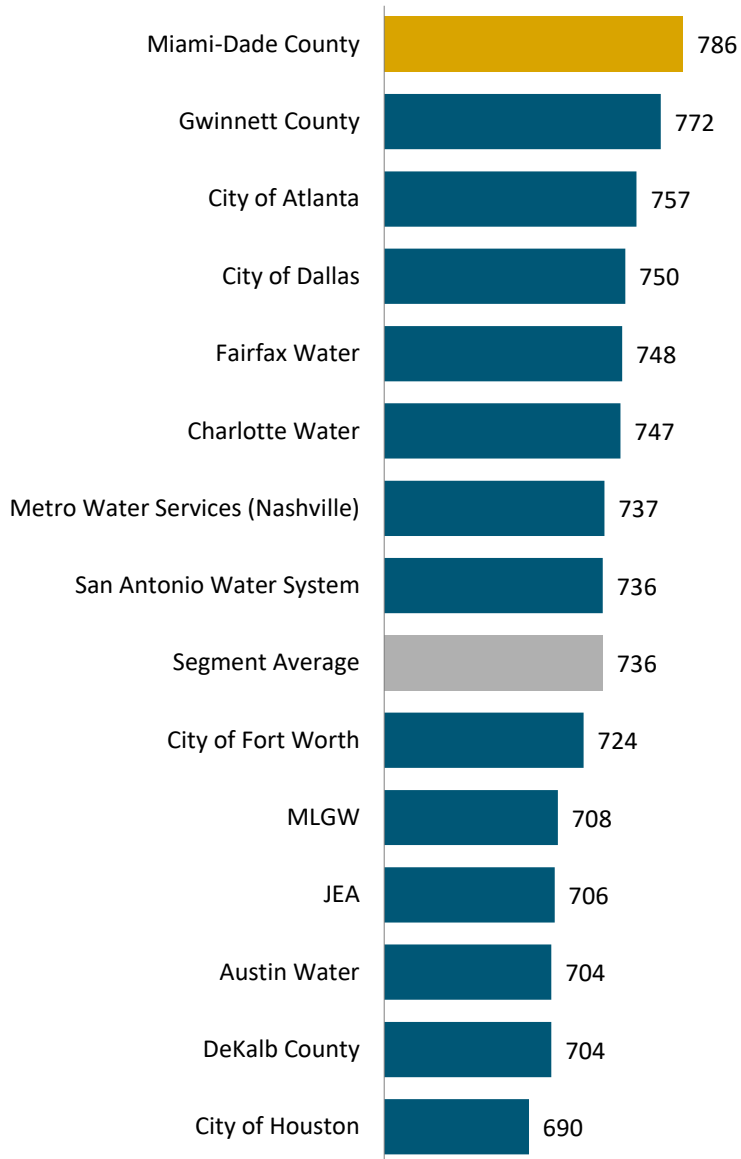 Miami-Dade County 786
Gwinnett County 772
City of Atlanta 757
City of Dallas 750
Fairfax Water 748
Charlotte Water 747
Metro Water Services (Nashville) 737
San Antonio Water System 736
Segment Average 736
City of Fort Worth 724
MLGW 708
JEA 706
Austin Water 704
DeKalb County 704
City of Houston 690